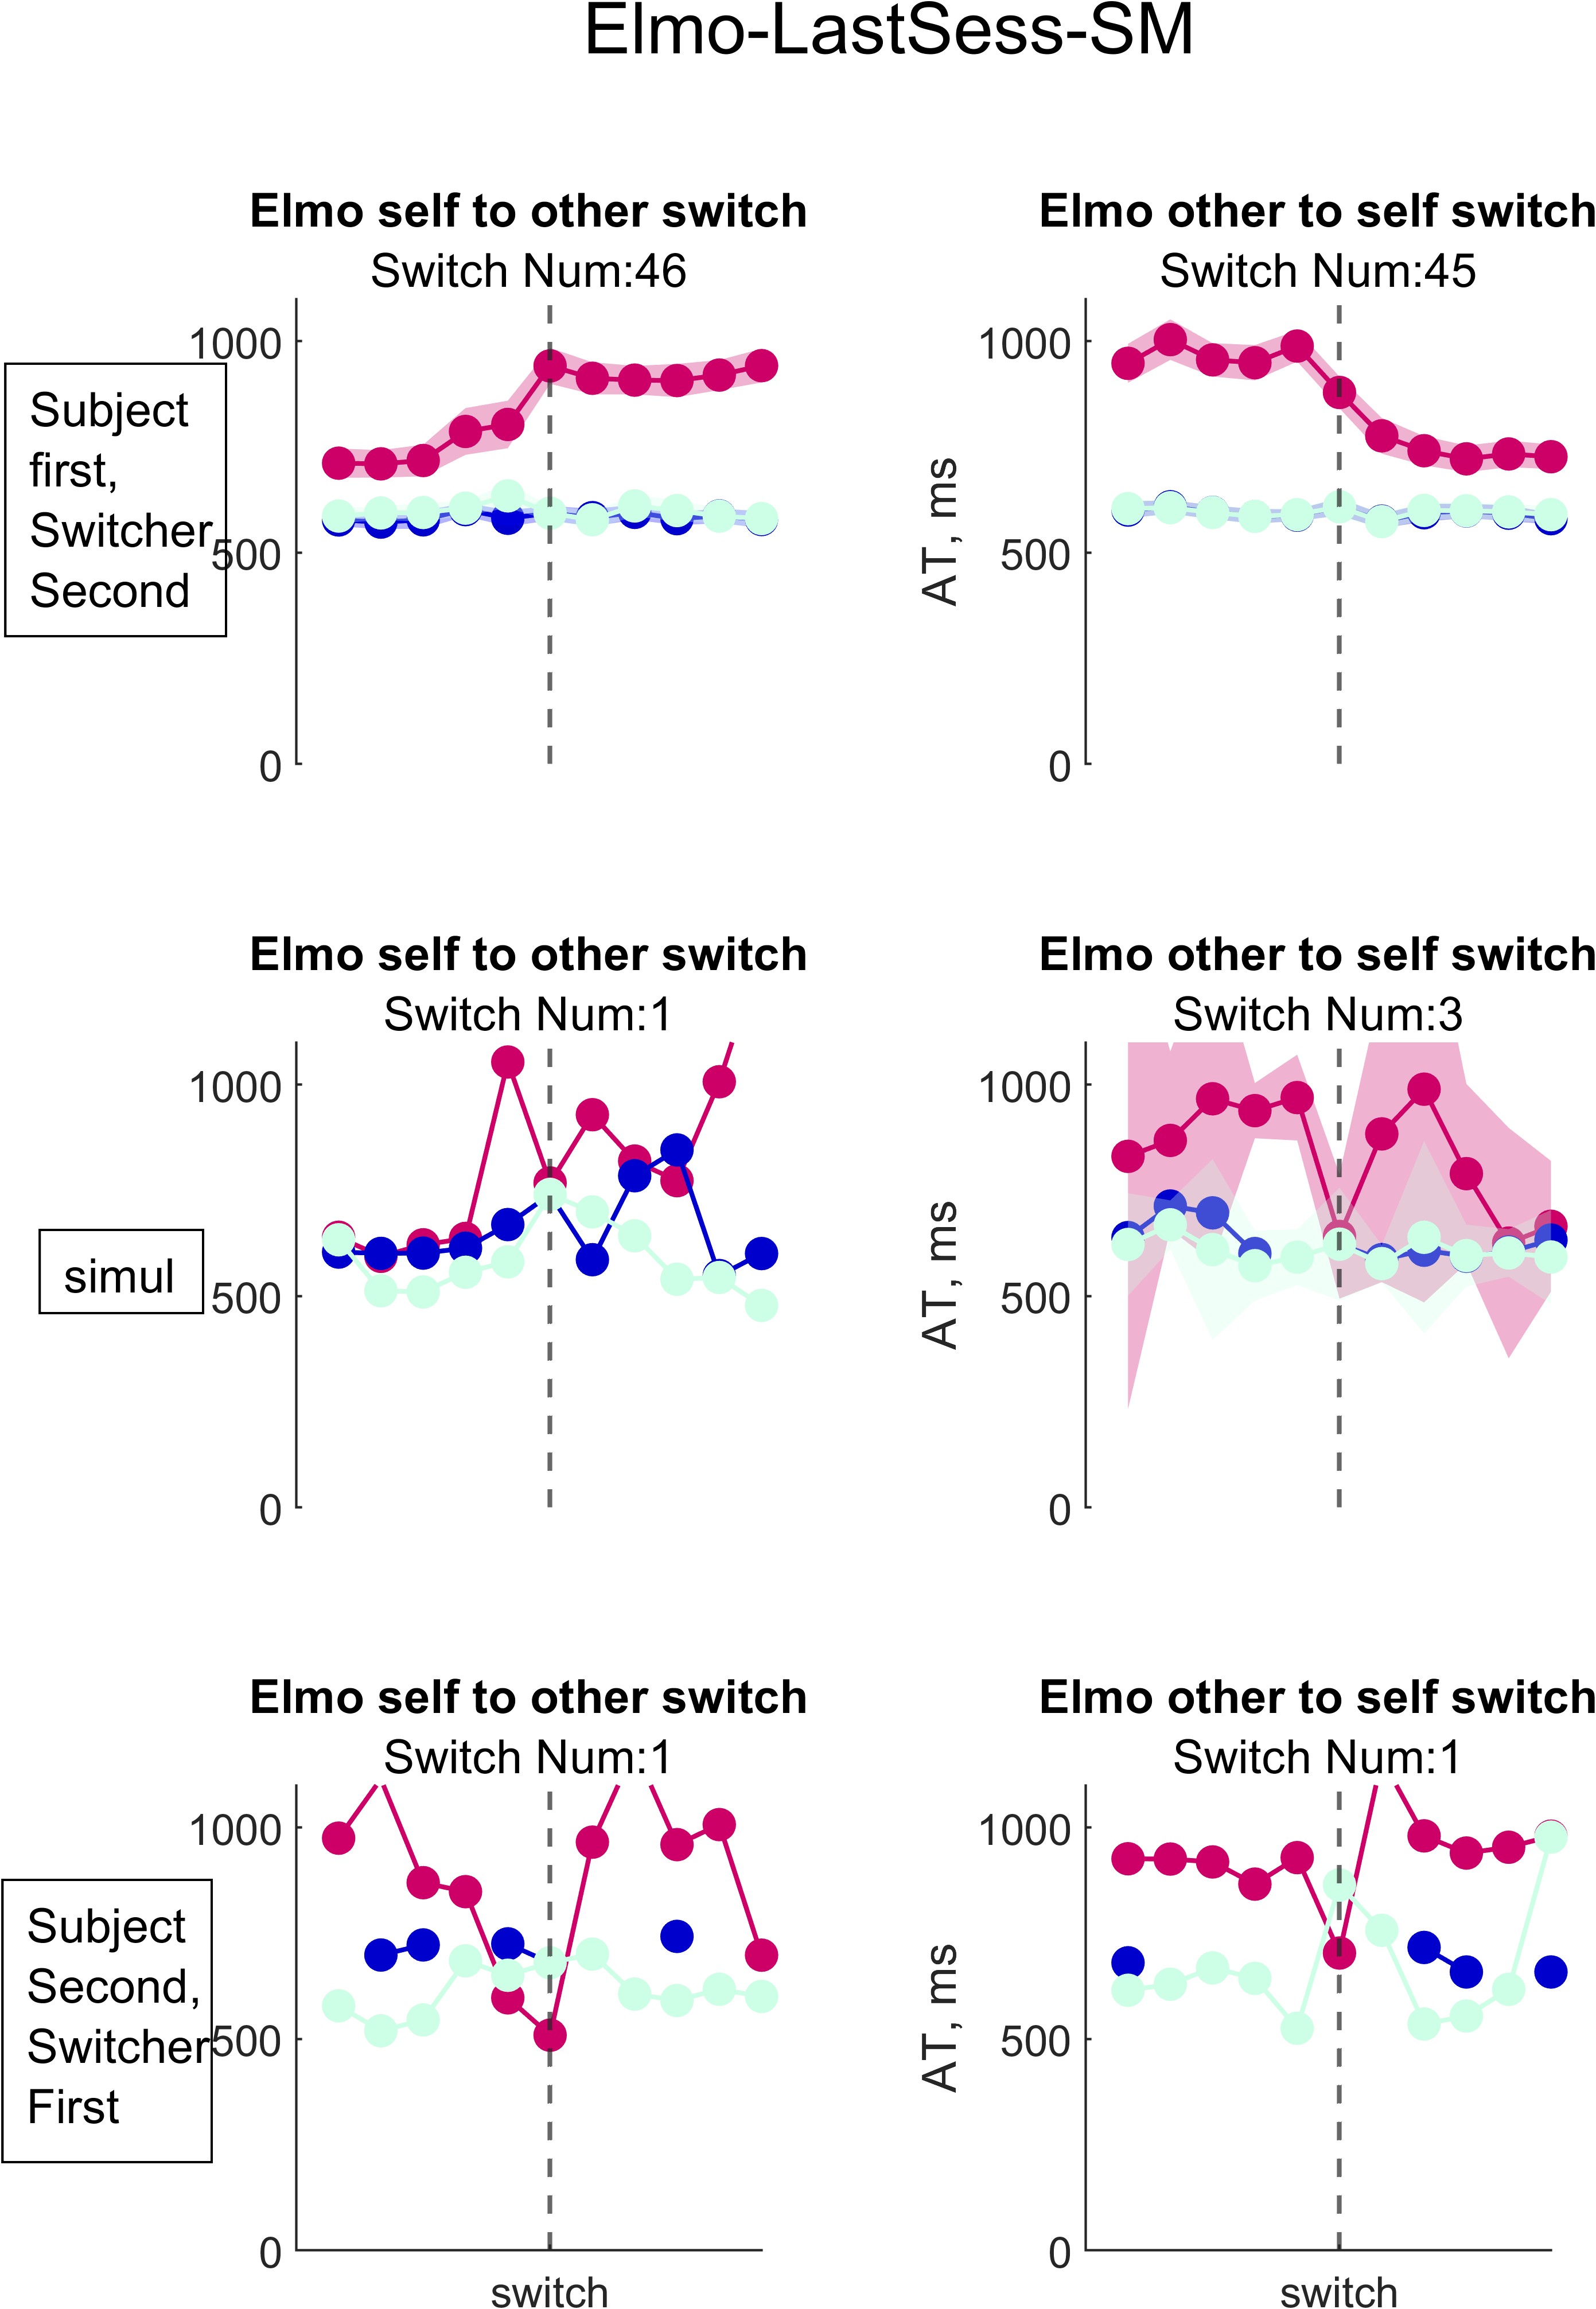 Elmo-LastSess-SM
Elmo self to other switch
Switch Num:46
1000
500
0
Subject
first,
Switcher
Second
Elmo other to self switch
Switch Num:45
AT, ms
1000
500
0
Elmo self to other switch
Switch Num:1
1000
500
0
simul
Elmo other to self switch
Switch Num:3
AT, ms
1000
500
0
Elmo self to other switch
Switch Num:1
1000
500
0
switch
Subject
Second,
Switcher
First
Elmo other to self switch
Switch Num:1
AT, ms
1000
500
0
switch